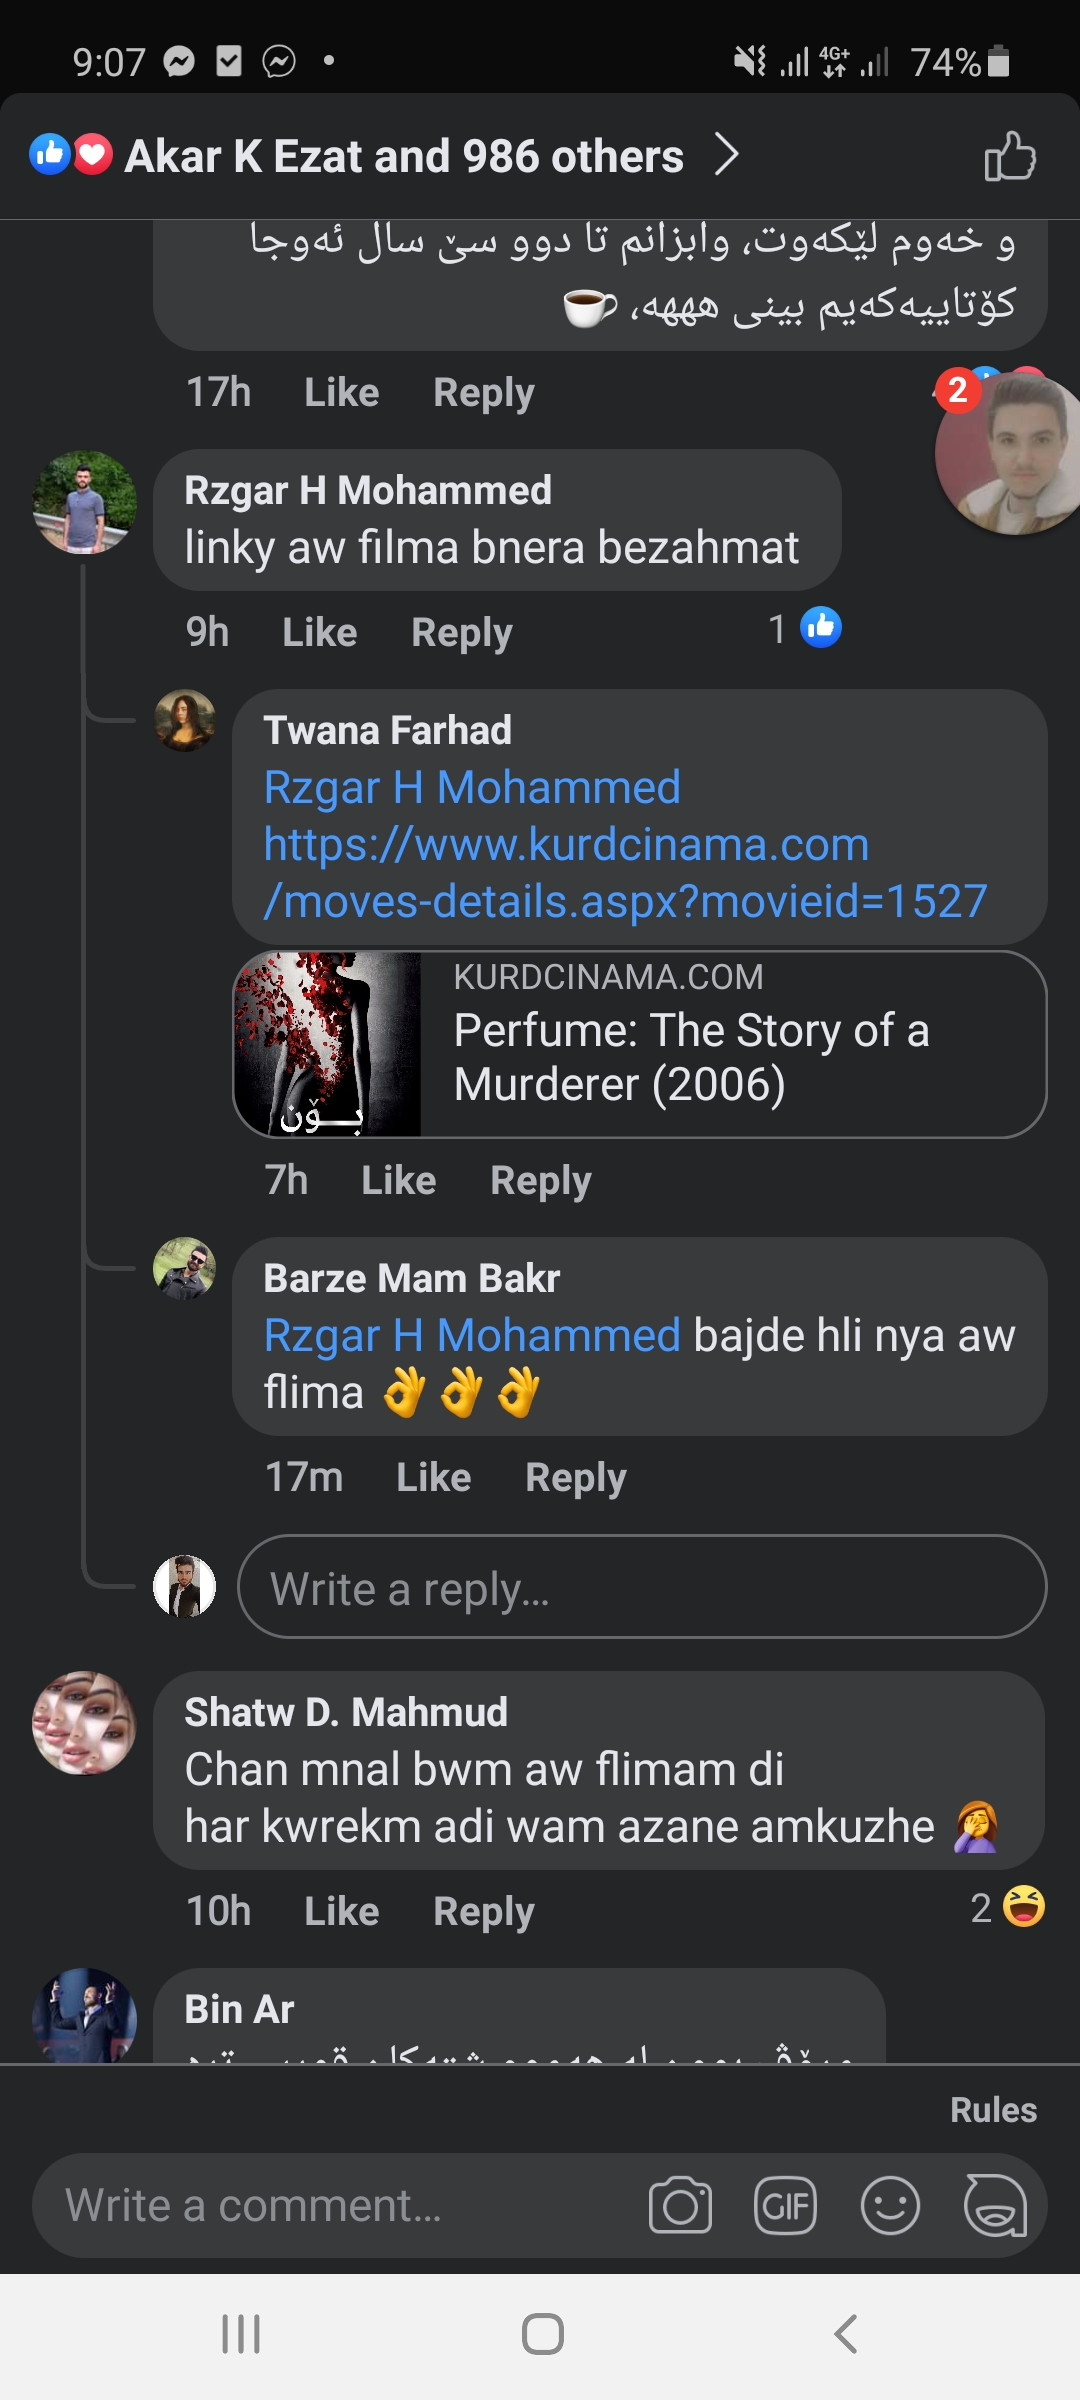 9:07
4G+
74%
Akar K Ezat and 986 others
و خەوم لێکەوت، وابزانم تا دوو سێ ساڵ ئەوجا
کۆتاییەکەیم بینی هههە، ☕
17h Like Reply
2
Rzgar H Mohammed
linky aw filma bnera bezahmat
9h Like Reply 1
Twana Farhad
Rzgar H Mohammed
https://www.kurdcinama.com
/moves-details.aspx?movieid=1527
KURDCINAMA.COM
Perfume: The Story of a
Murderer (2006)
بـــۆن
7h Like Reply
Barze Mam Bakr
Rzgar H Mohammed bajde hli nya aw
flima 👌👌👌
17m Like Reply
Write a reply...
Shatw D. Mahmud
Chan mnal bwm aw flimam di
har kwrekm adi wam azane amkuzhe 🤦‍♀️
10h Like Reply 2
Bin Ar
Rules
Write a comment...
GIF